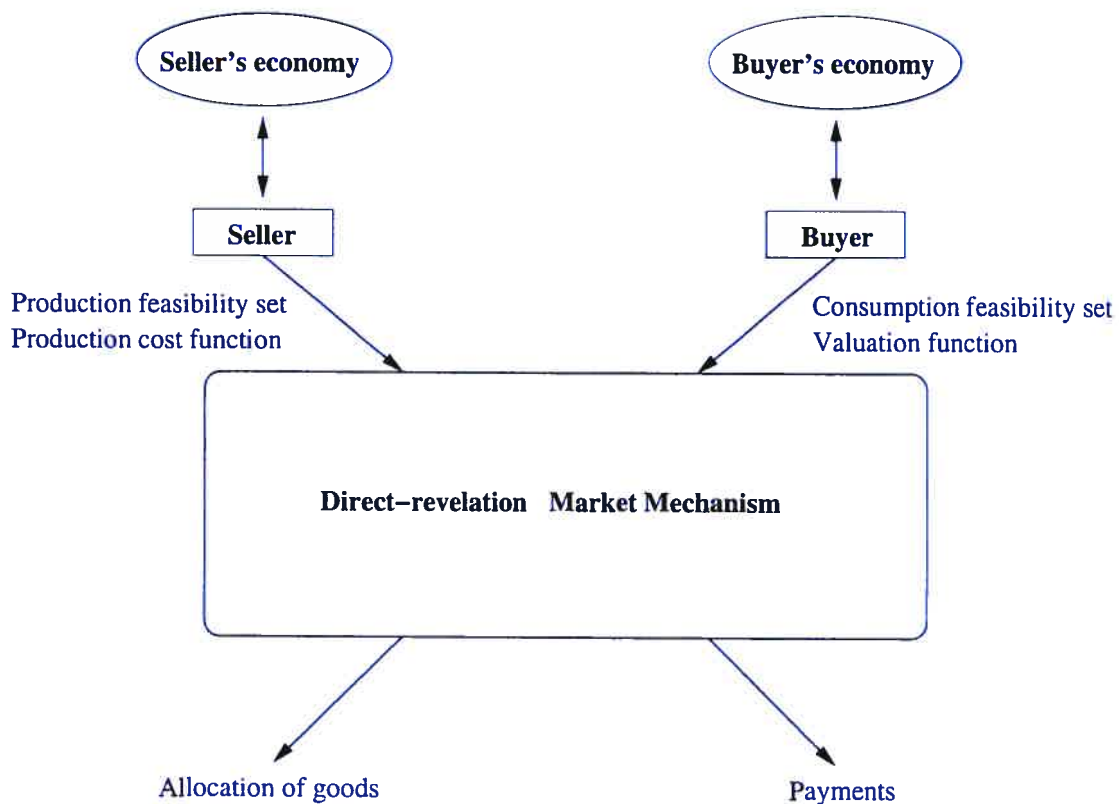 Seller's economy
Buyer's economy
Seller
Buyer
Production feasibility set
Production cost function
Consumption feasibility set
Valuation function
Direct–revelation Market Mechanism
Allocation of goods
Payments